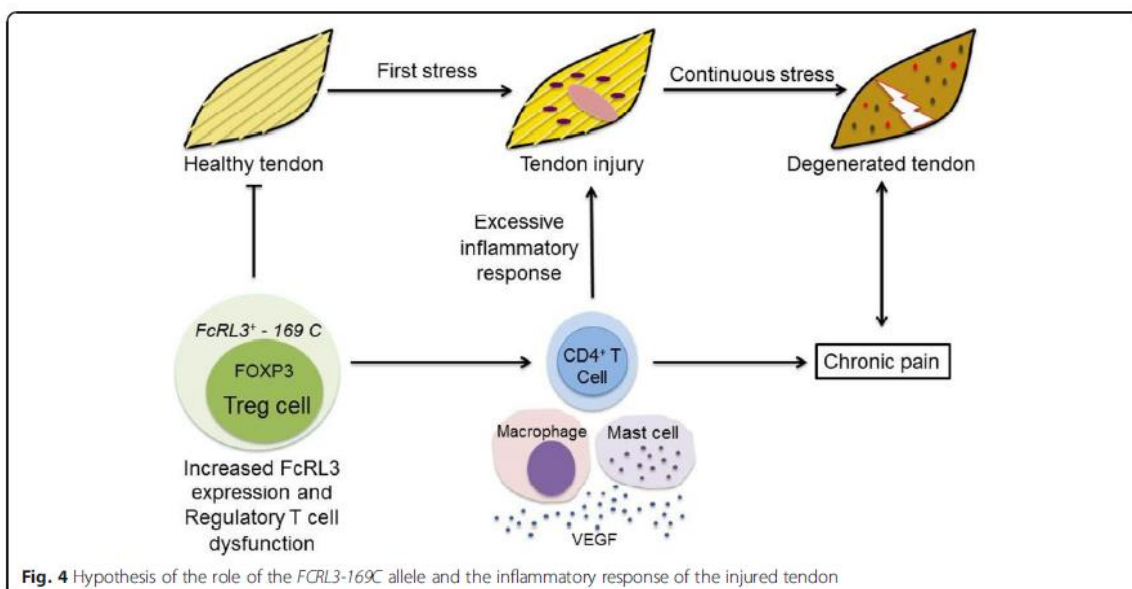 First stress
Continuous stress
Healthy tendon
Tendon injury
Degenerated tendon
Excessive
inflammatory
response
FcRL3⁺ - 169 C
FOXP3
Treg cell
CD4⁺ T
Cell
Chronic pain
Macrophage
Mast cell
VEGF
Increased FcRL3
expression and
Regulatory T cell
dysfunction
Fig. 4 Hypothesis of the role of the FCRL3-169C allele and the inflammatory response of the injured tendon